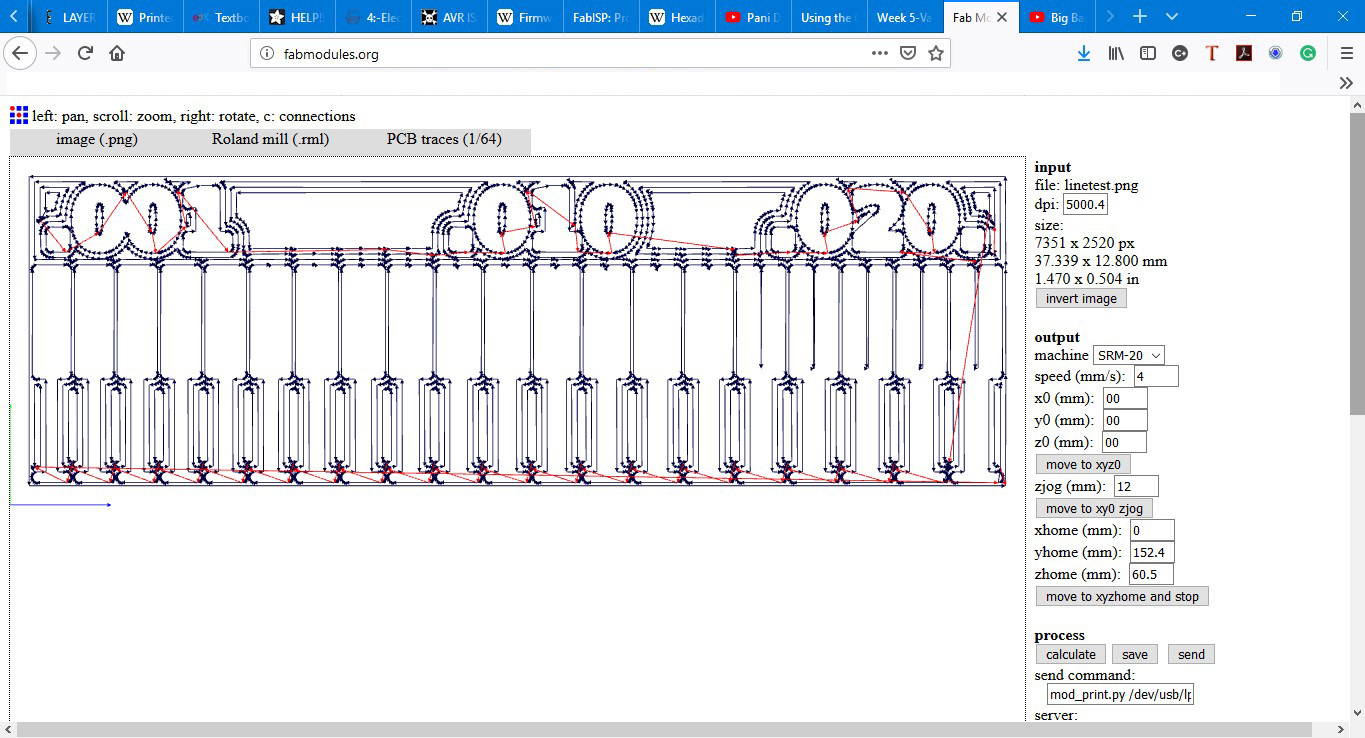 LAYER Printe Textbo HELP!! 4:-Elec AVR IS Firmw FabISP: Pro Hexad Pani D Using the Week 5-Va Fab Mo Big Ba
fabmodules.org
left: pan, scroll: zoom, right: rotate, c: connections
image (.png) Roland mill (.rml) PCB traces (1/64)
input
file: linetest.png
dpi: 5000.4
size:
7351 x 2520 px
37.339 x 12.800 mm
1.470 x 0.504 in
invert image
output
machine SRM-20
speed (mm/s): 4
x0 (mm): 00
y0 (mm): 00
z0 (mm): 00
move to xyz0
zjog (mm): 12
move to xy0 zjog
xhome (mm): 0
yhome (mm): 152.4
zhome (mm): 60.5
move to xyzhome and stop
process
calculate save send
send command:
mod_print.py /dev/usb/lp
server: